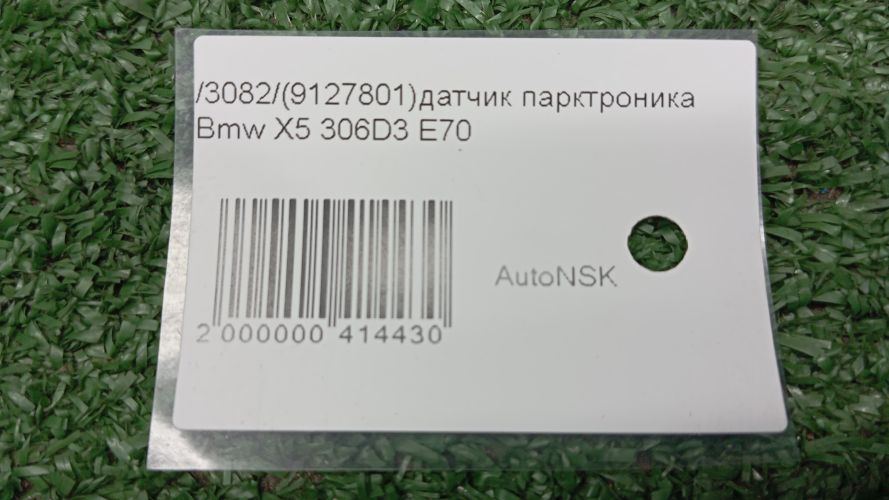 /3082/(9127801)датчик парктроника
Bmw X5 306D3 E70
AutoNSK
2 000000 414430